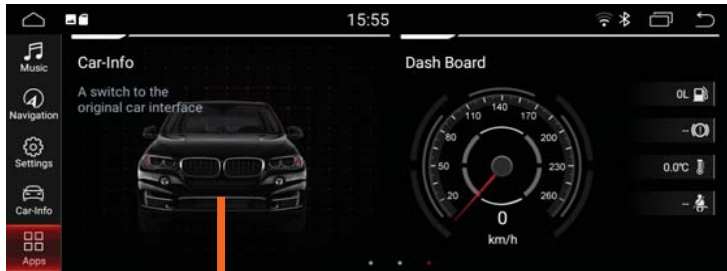 15:55
Music
Navigation
Settings
Car-Info
Apps
Car-Info
A switch to the
original car interface
Dash Board
20
50
80
110
140
170
200
230
260
0
km/h
0L
--
0.0℃
--